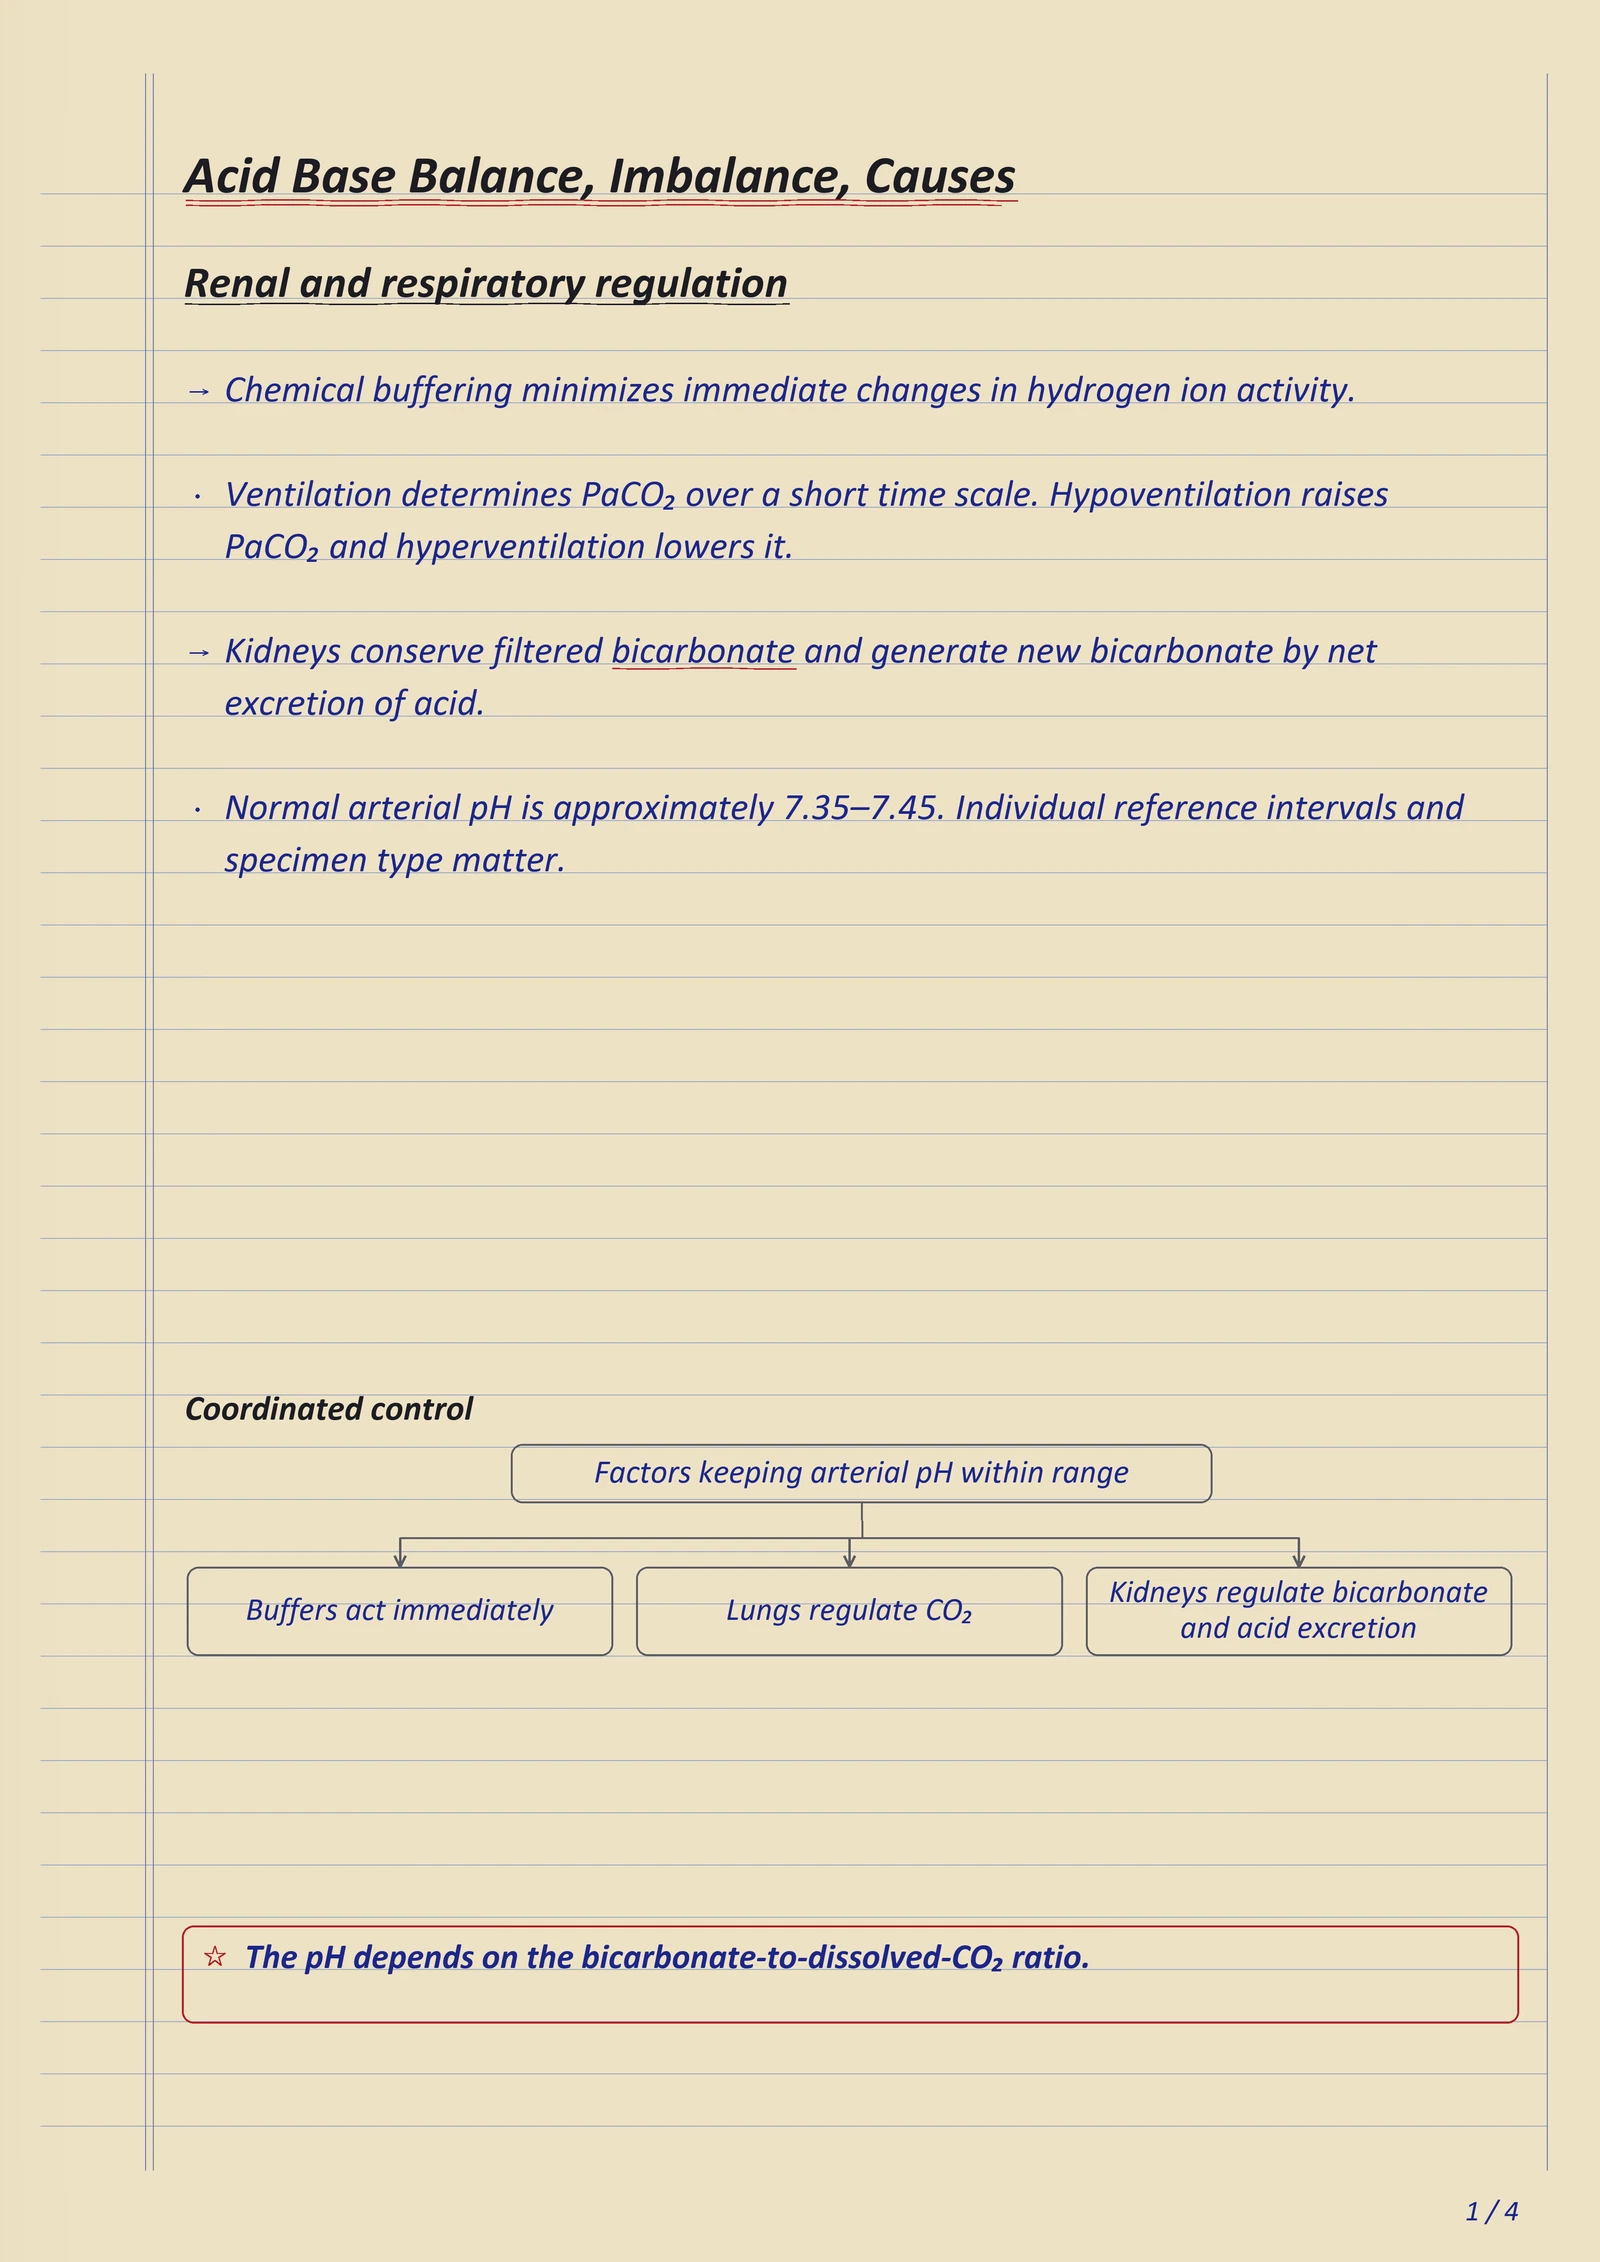 Acid Base Balance, Imbalance, Causes
Renal and respiratory regulation
→ Chemical buffering minimizes immediate changes in hydrogen ion activity.
· Ventilation determines PaCO₂ over a short time scale. Hypoventilation raises
PaCO₂ and hyperventilation lowers it.
→ Kidneys conserve filtered bicarbonate and generate new bicarbonate by net
excretion of acid.
· Normal arterial pH is approximately 7.35–7.45. Individual reference intervals and
specimen type matter.
Coordinated control
Factors keeping arterial pH within range
Buffers act immediately
Lungs regulate CO₂
Kidneys regulate bicarbonate
and acid excretion
☆ The pH depends on the bicarbonate-to-dissolved-CO₂ ratio.
1 / 4